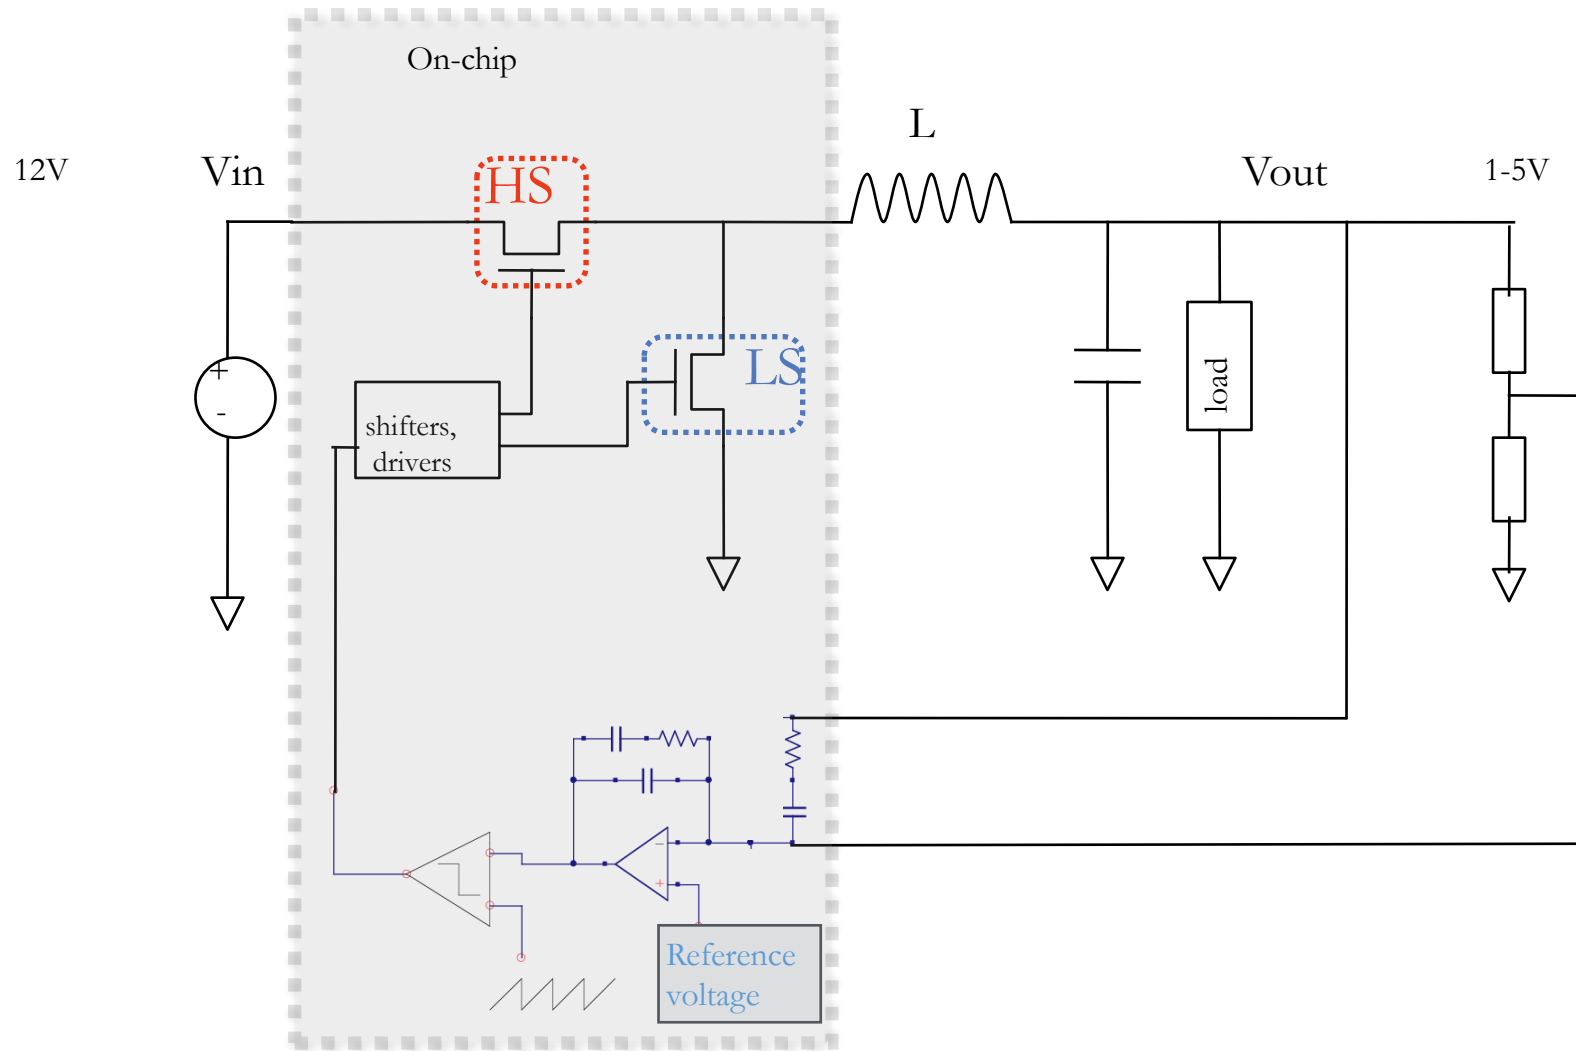 On-chip
L
12V
Vin
HS
Vout
1-5V
+
-
LS
load
shifters,
drivers
−
+
Reference
voltage